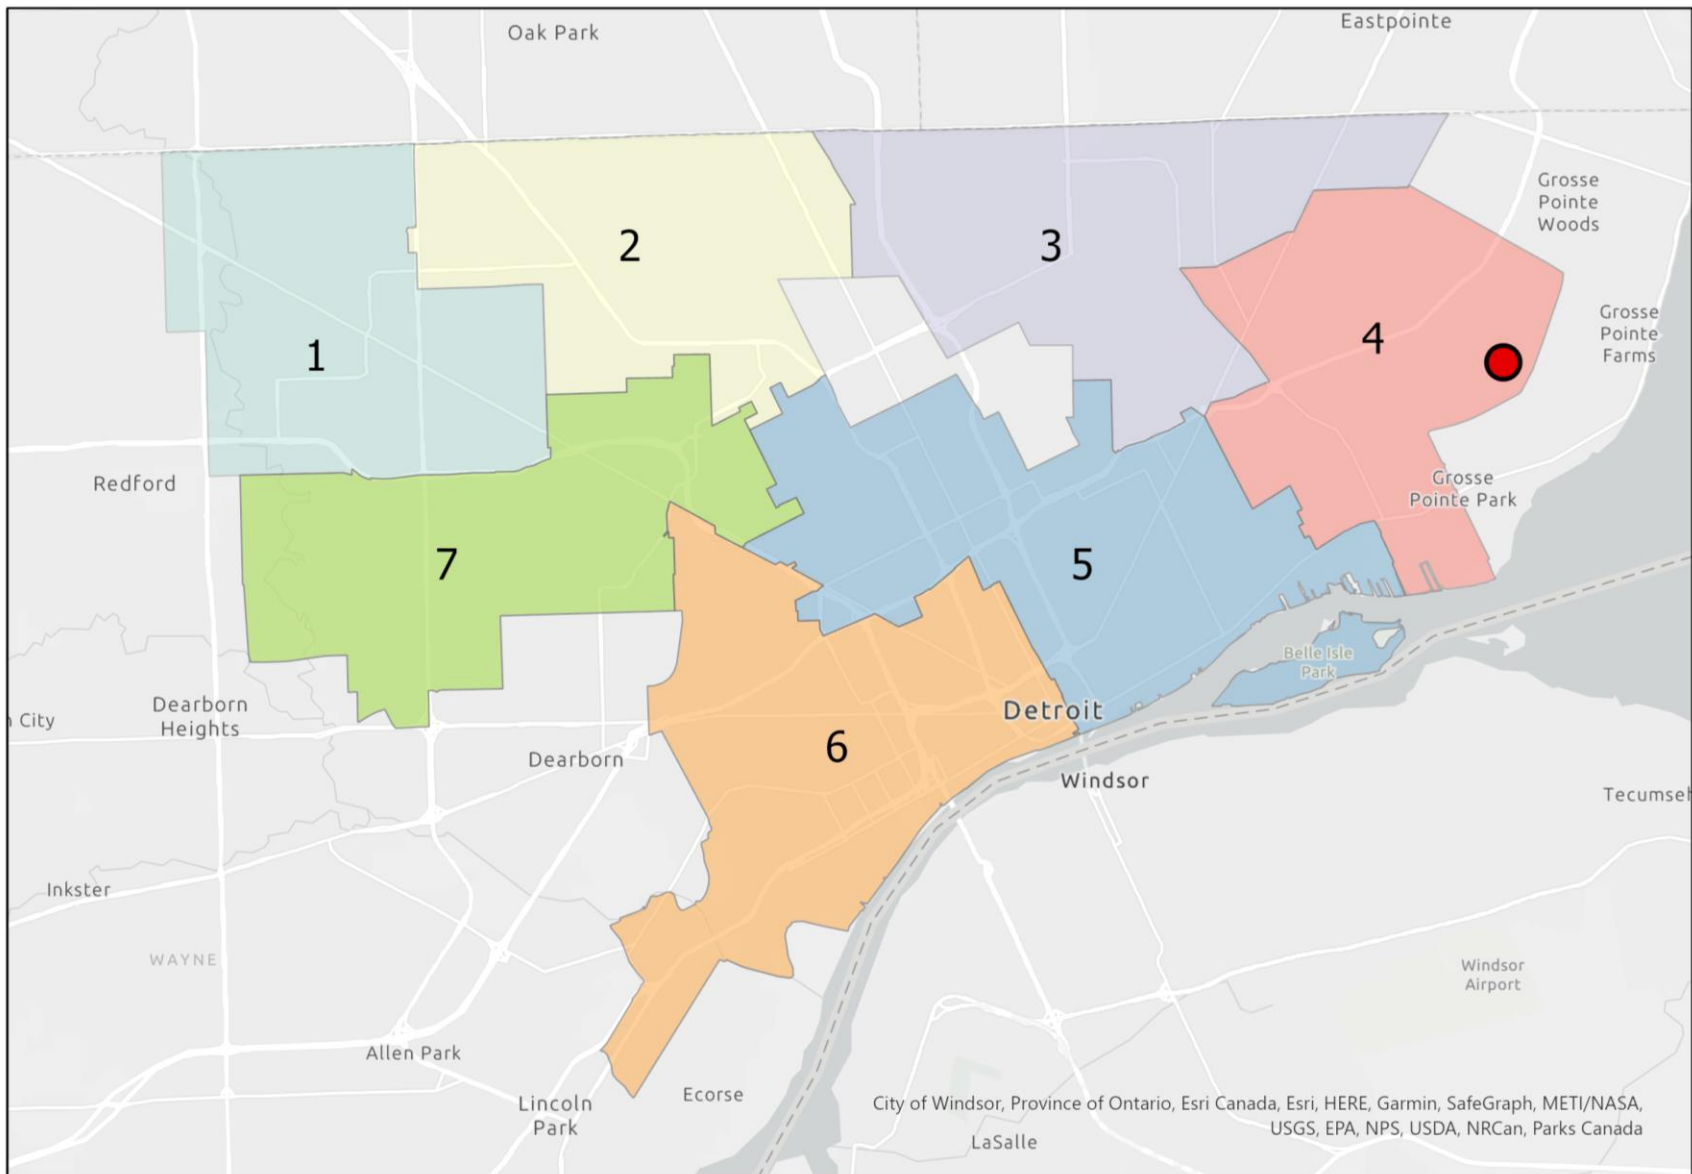 Oak Park
Eastpointe
Grosse
Pointe
Woods
2
3
Grosse
Pointe
Farms
4
1
Redford
Grosse
Pointe Park
7
5
Belle Isle
Park
Dearborn
Heights
n City
Detroit
6
Dearborn
Windsor
Tecumseh
Inkster
WAYNE
Windsor
Airport
Allen Park
Lincoln
Park
Ecorse
City of Windsor, Province of Ontario, Esri Canada, Esri, HERE, Garmin, SafeGraph, METI/NASA,
USGS, EPA, NPS, USDA, NRCan, Parks Canada
LaSalle